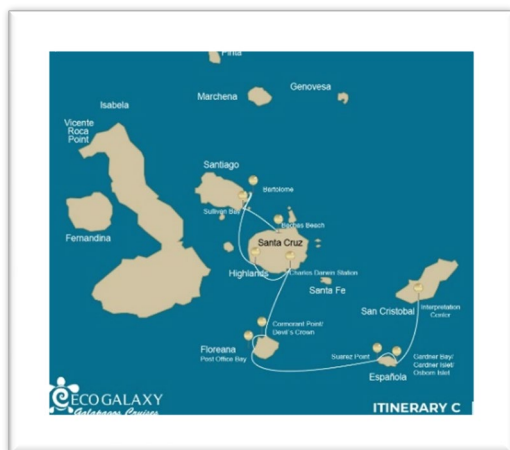 Pinta
Marchena
Genovesa
Isabela
Vicente
Roca
Point
Santiago
Bartolome
Sullivan Bay
Bachas Beach
Fernandina
Santa Cruz
Highlands
Charles Darwin Station
Santa Fe
San Cristobal
Interpretation
Center
Cormorant Point/
Devil's Crown
Floreana
Post Office Bay
Suarez Point
Gardner Bay/
Gardner Islet/
Osborn Islet
Española
ECOGALAXY
Galapagos Cruises
ITINERARY C